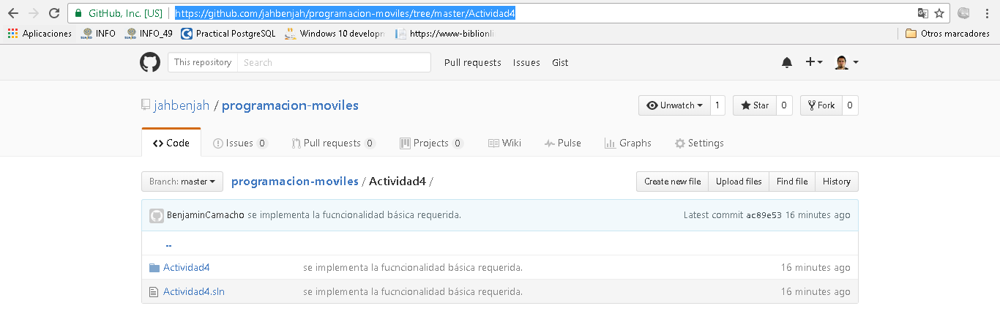 GitHub, Inc. [US] https://github.com/jahbenjah/programacion-moviles/tree/master/Actividad4
Aplicaciones INFO INFO_49 Practical PostgreSQL Windows 10 developn https://www-biblionli Otros marcadores
This repository Search Pull requests Issues Gist
jahbenjah / programacion-moviles Unwatch 1 Star 0 Fork 0
Code Issues 0 Pull requests 0 Projects 0 Wiki Pulse Graphs Settings
Branch: master programacion-moviles / Actividad4 / Create new file Upload files Find file History
BenjaminCamacho se implementa la fucncionalidad básica requerida. Latest commit ac89e53 16 minutes ago
..
Actividad4 se implementa la fucncionalidad básica requerida. 16 minutes ago
Actividad4.sln se implementa la fucncionalidad básica requerida. 16 minutes ago